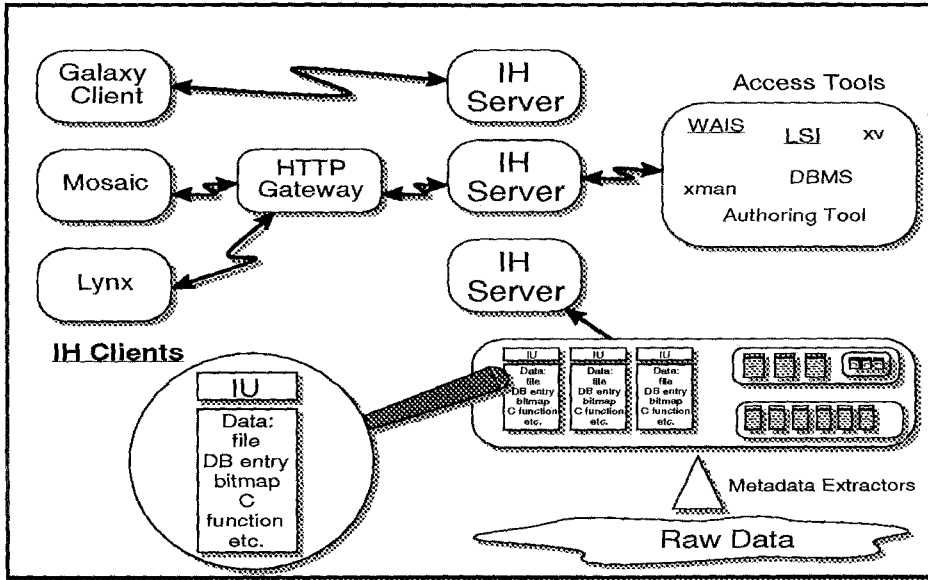 Galaxy
Client
IH
Server
Access Tools
WAIS
LSI
xv
xman
DBMS
Authoring Tool
Mosaic
HTTP
Gateway
IH
Server
Lynx
IH
Server
IH Clients
IU
Data:
file
DB entry
bitmap
C
function
etc.
IU
Data:
file
DB entry
bitmap
C function
etc.
IU
Data:
file
DB entry
bitmap
C function
etc.
IU
Data:
file
DB entry
bitmap
C function
etc.
Metadata Extractors
Raw Data